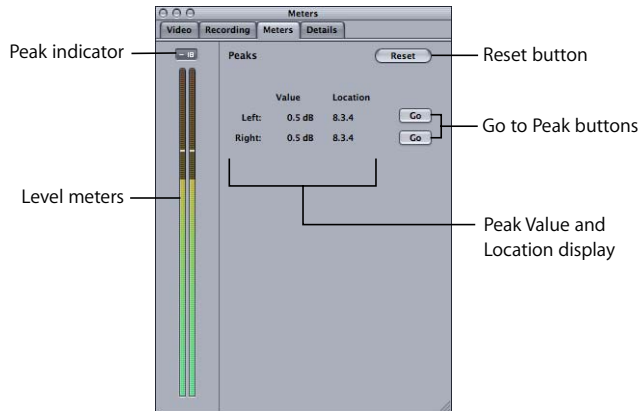 Meters
Video Recording Meters Details
Peak indicator
- 18
Peaks
Reset
Reset button
Value Location
Left: 0.5 dB 8.3.4 Go
Right: 0.5 dB 8.3.4 Go
Go to Peak buttons
Level meters
Peak Value and
Location display